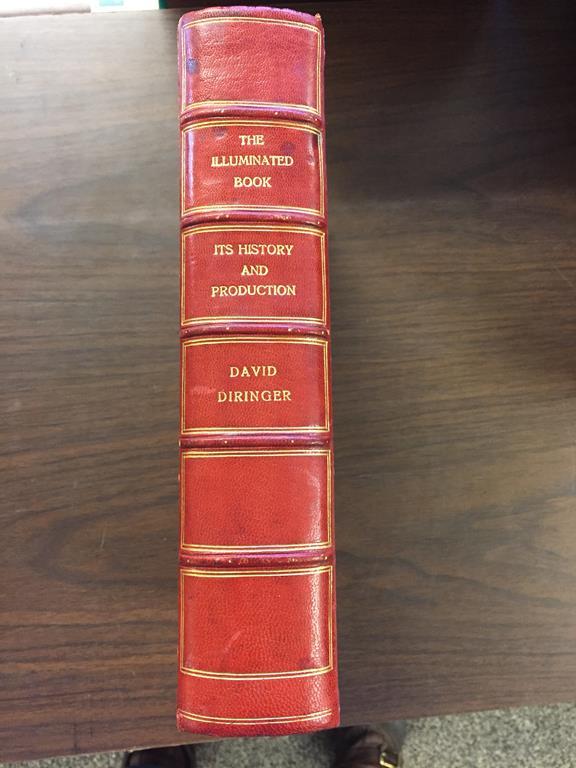 THE
ILLUMINATED
BOOK
ITS HISTORY
AND
PRODUCTION
DAVID
DIRINGER